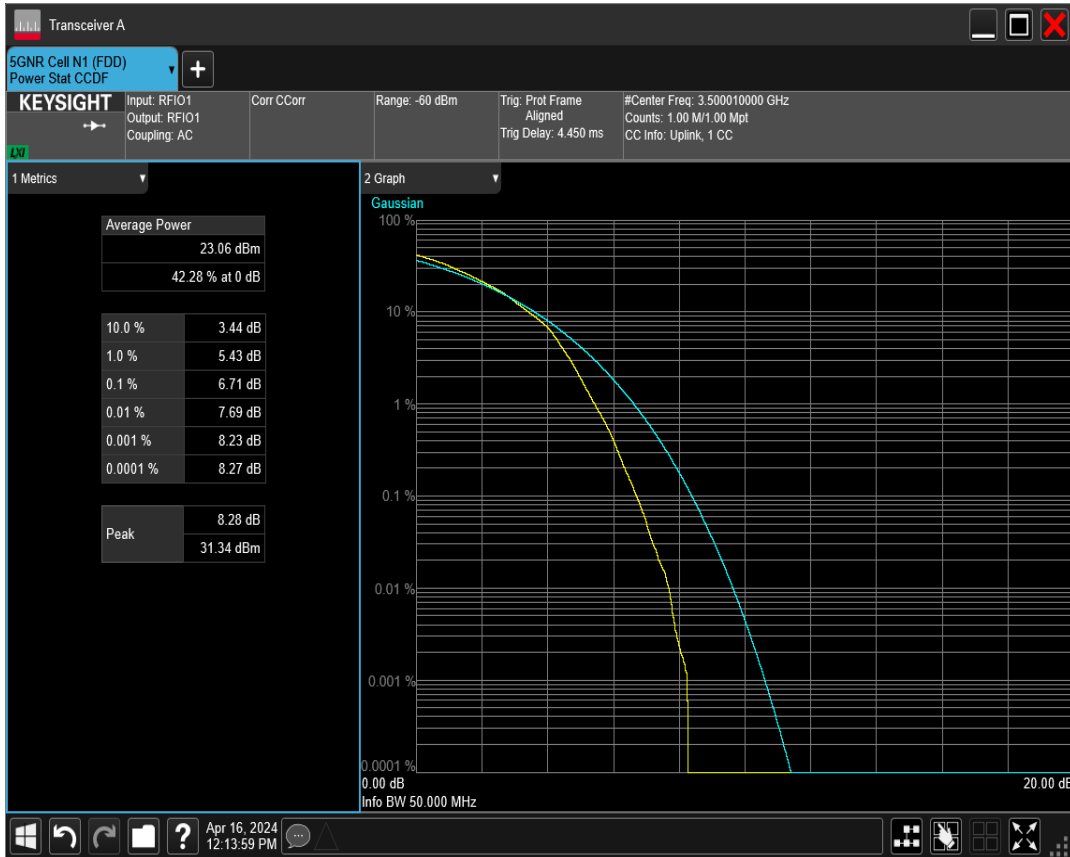 Transceiver A
5GNR Cell N1 (FDD)
Power Stat CCDF
KEYSIGHT
LXI
Input: RFIO1
Output: RFIO1
Coupling: AC
Corr CCorr
Range: -60 dBm
Trig: Prot Frame
Aligned
Trig Delay: 4.450 ms
#Center Freq: 3.500010000 GHz
Counts: 1.00 M/1.00 Mpt
CC Info: Uplink, 1 CC
1 Metrics
Average Power
23.06 dBm
42.28 % at 0 dB
10.0 % 3.44 dB
1.0 % 5.43 dB
0.1 % 6.71 dB
0.01 % 7.69 dB
0.001 % 8.23 dB
0.0001 % 8.27 dB
Peak
8.28 dB
31.34 dBm
2 Graph
Gaussian
100 %
10 %
1 %
0.1 %
0.01 %
0.001 %
0.0001 %
0.00 dB 20.00 dB
Info BW 50.000 MHz
?
Apr 16, 2024
12:13:59 PM